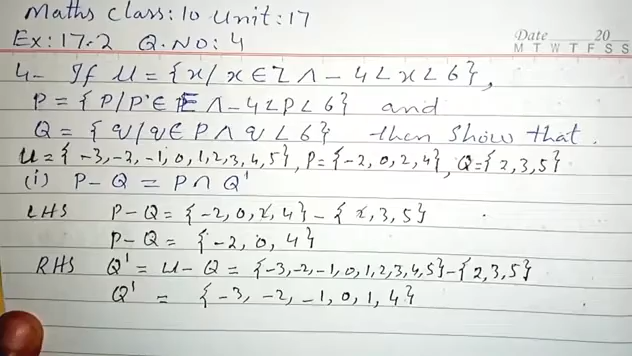 Maths Class:10 Unit:17
Ex:17.2 Q.NO:4
Date 20
M T W T F S S
4- If U = {x/x∈Z ∧ -4<x<6},
P = {P/P∈E ∧ -4<P<6} and
Q = {q/q∈P ∧ q<6} then show that.
U={-3,-2,-1,0,1,2,3,4,5}, P={-2,0,2,4}, Q={2,3,5}
(i) P-Q = P∩Q'
LHS P-Q = {-2,0,2,4} - {2,3,5}
P-Q = {-2,0,4}
RHS Q' = U-Q = {-3,-2,-1,0,1,2,3,4,5}-{2,3,5}
Q' = {-3,-2,-1,0,1,4}